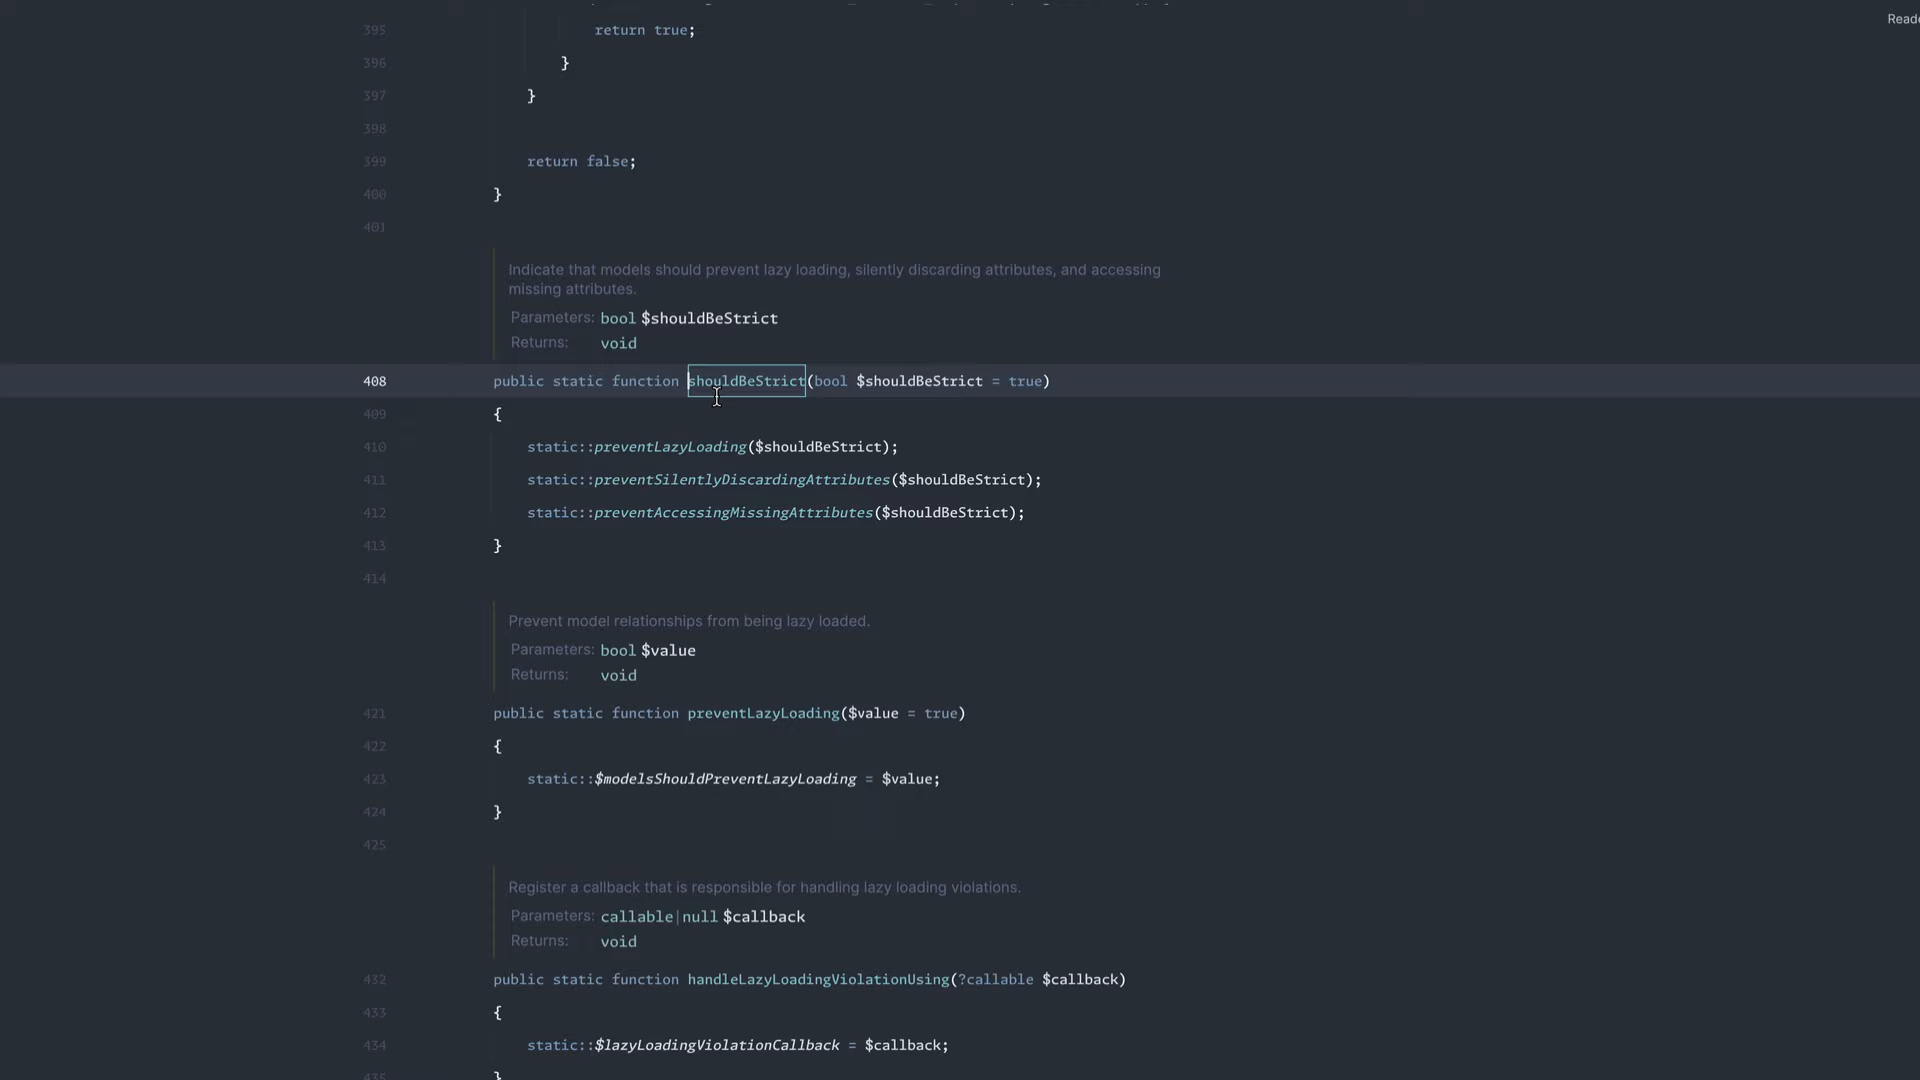 Reade
395 return true;
396 }
397 }
398
399 return false;
400 }
401
Indicate that models should prevent lazy loading, silently discarding attributes, and accessing
missing attributes.
Parameters: bool $shouldBeStrict
Returns: void
408 public static function shouldBeStrict(bool $shouldBeStrict = true)
409 {
410 static::preventLazyLoading($shouldBeStrict);
411 static::preventSilentlyDiscardingAttributes($shouldBeStrict);
412 static::preventAccessingMissingAttributes($shouldBeStrict);
413 }
414
Prevent model relationships from being lazy loaded.
Parameters: bool $value
Returns: void
421 public static function preventLazyLoading($value = true)
422 {
423 static::$modelsShouldPreventLazyLoading = $value;
424 }
425
Register a callback that is responsible for handling lazy loading violations.
Parameters: callable|null $callback
Returns: void
432 public static function handleLazyLoadingViolationUsing(?callable $callback)
433 {
434 static::$lazyLoadingViolationCallback = $callback;
435 }